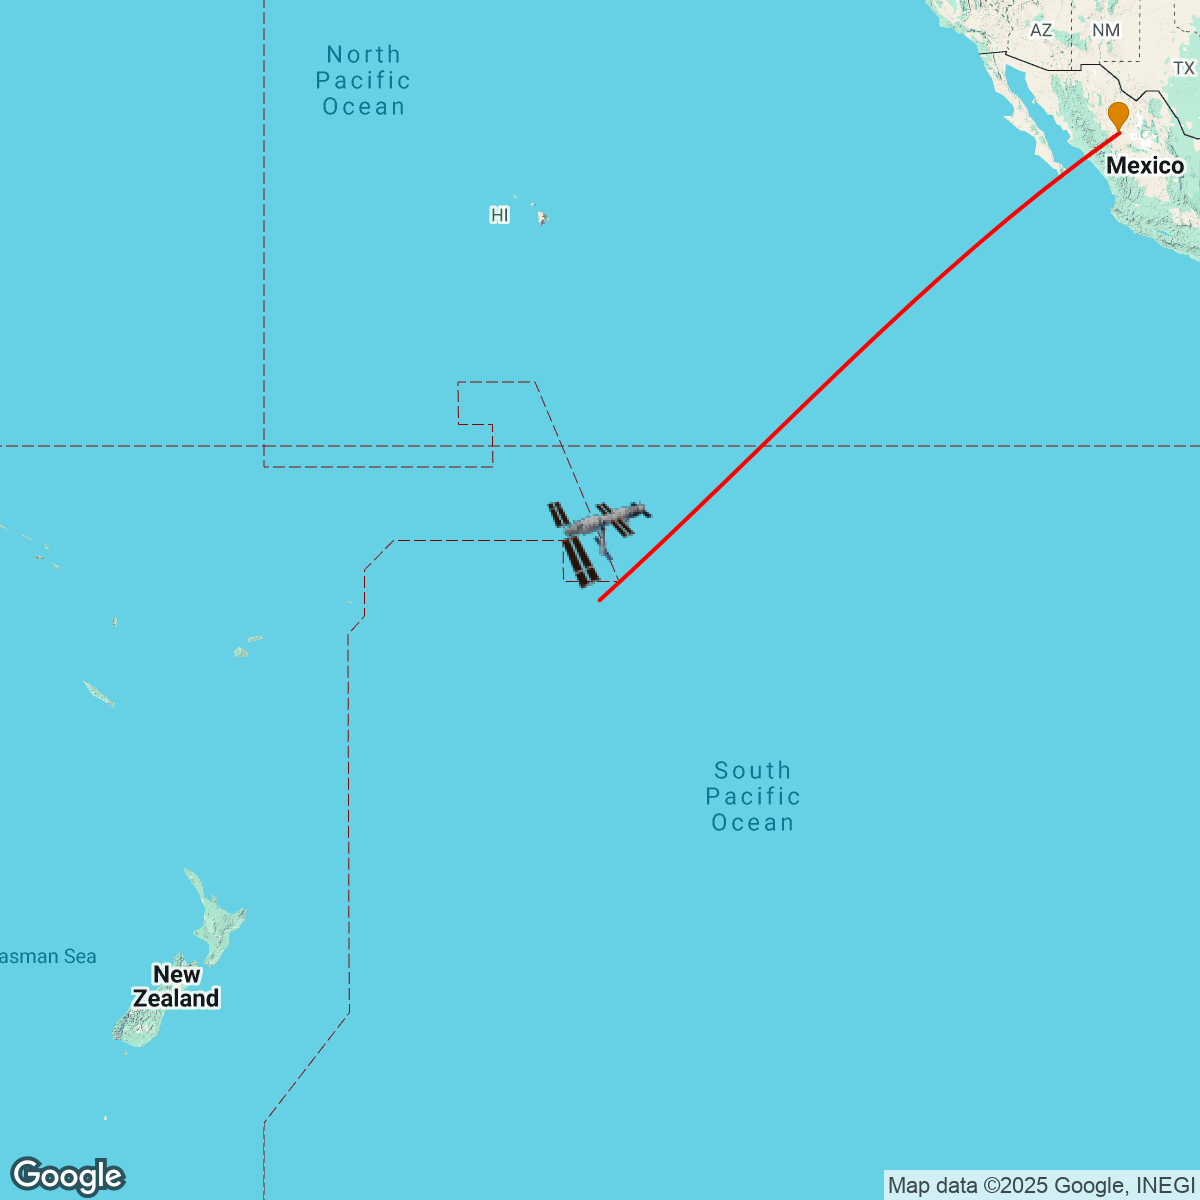 AZ
NM
North
Pacific
Ocean
TX
Mexico
HI
South
Pacific
Ocean
asman Sea
New
Zealand
Google
Map data ©2025 Google, INEGI